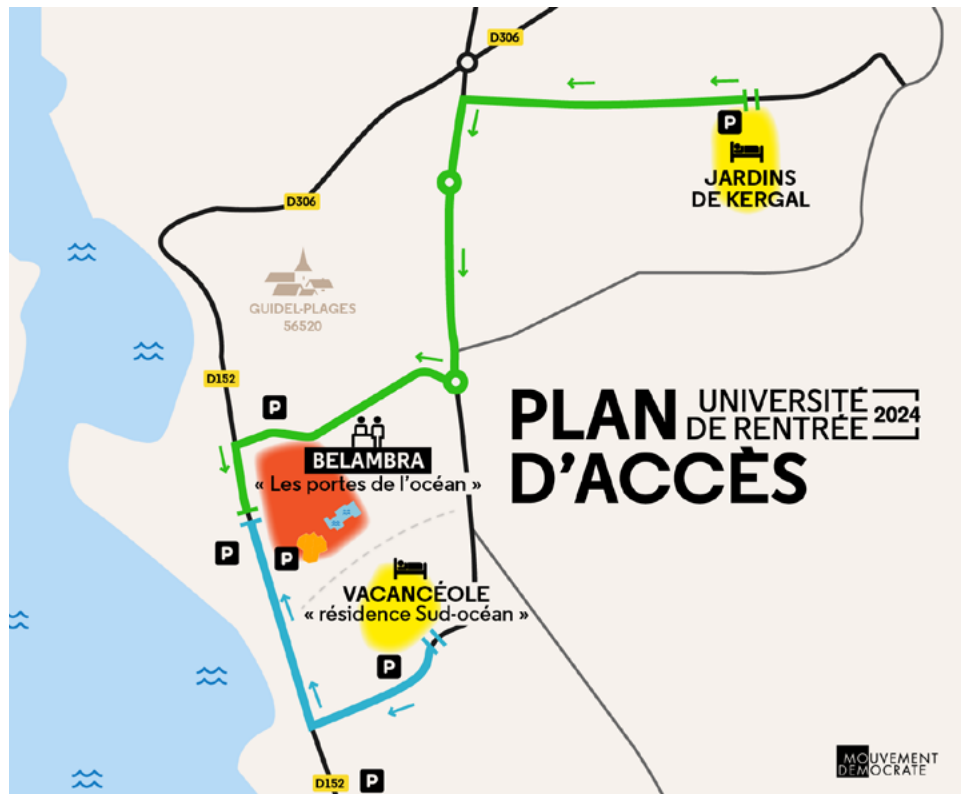 D306
P
JARDINS
DE KERGAL
D306
GUIDEL-PLAGES
56520
D152
P
PLAN UNIVERSITÉ
DE RENTRÉE 2024
D'ACCÈS
BELAMBRA
« Les portes de l'océan »
P
P
VACANCÉOLE
« résidence Sud-océan »
P
D152
P
MOUVEMENT
DÉMOCRATE